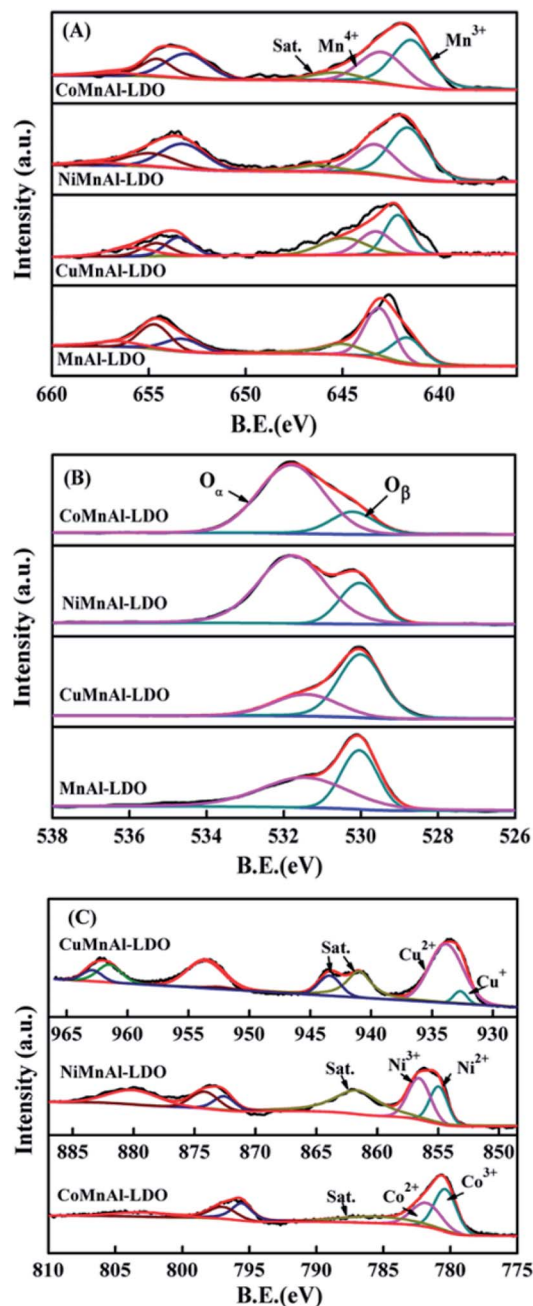 (A)
Sat. Mn4+ Mn3+
CoMnAl-LDO
NiMnAl-LDO
CuMnAl-LDO
MnAl-LDO
Intensity (a.u.)
660 655 650 645 640
B.E.(eV)
(B)
Oα Oβ
CoMnAl-LDO
NiMnAl-LDO
CuMnAl-LDO
MnAl-LDO
Intensity (a.u.)
538 536 534 532 530 528 526
B.E.(eV)
(C)
CuMnAl-LDO
Sat. Cu2+ Cu+
965 960 955 950 945 940 935 930
NiMnAl-LDO
Sat. Ni3+ Ni2+
885 880 875 870 865 860 855 850
CoMnAl-LDO
Sat. Co2+ Co3+
Intensity (a.u.)
810 805 800 795 790 785 780 775
B.E.(eV)